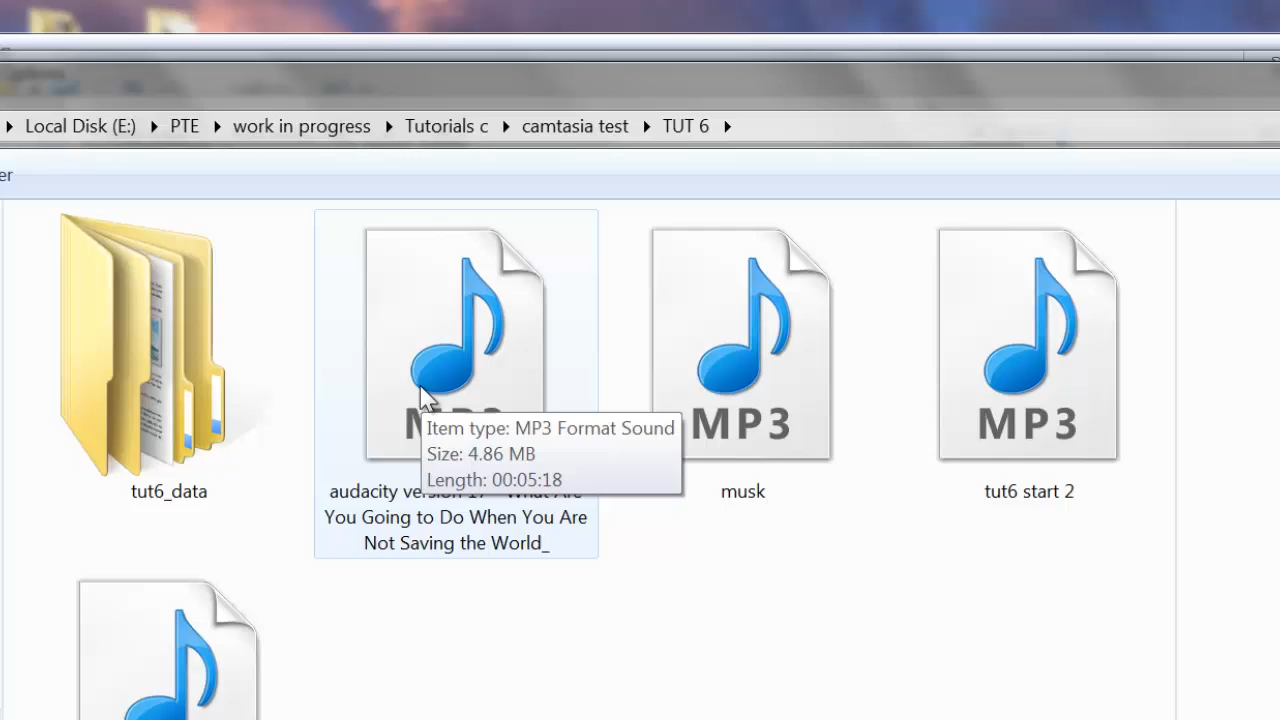 Local Disk (E:) PTE work in progress Tutorials c camtasia test TUT 6
er
MP3
MP3
Item type: MP3 Format Sound
Size: 4.86 MB
Length: 00:05:18
tut6_data
audacity version 17
You Going to Do When You Are
Not Saving the World_
musk
tut6 start 2